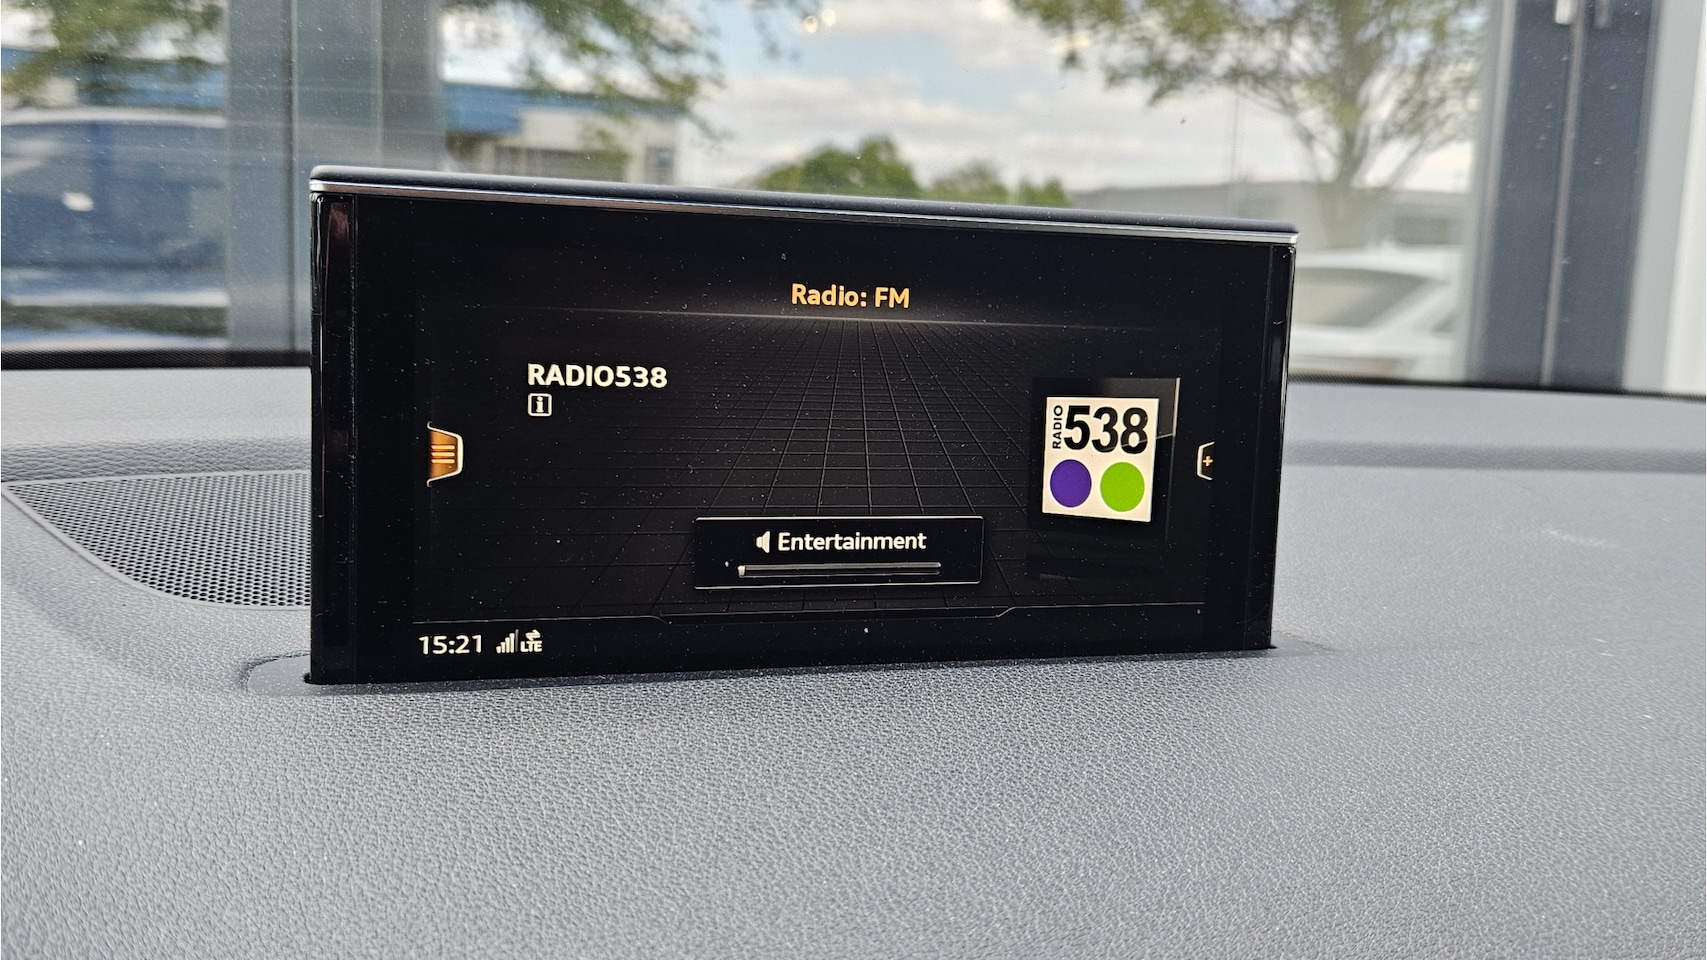 Radio: FM
RADIO538
i
RADIO
538
Entertainment
15:21
LTE